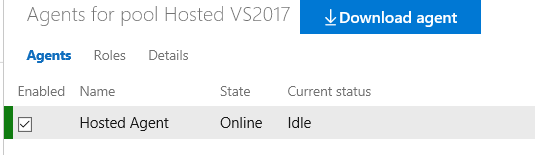 Agents for pool Hosted VS2017
Download agent
Agents Roles Details
Enabled Name State Current status
Hosted Agent Online Idle